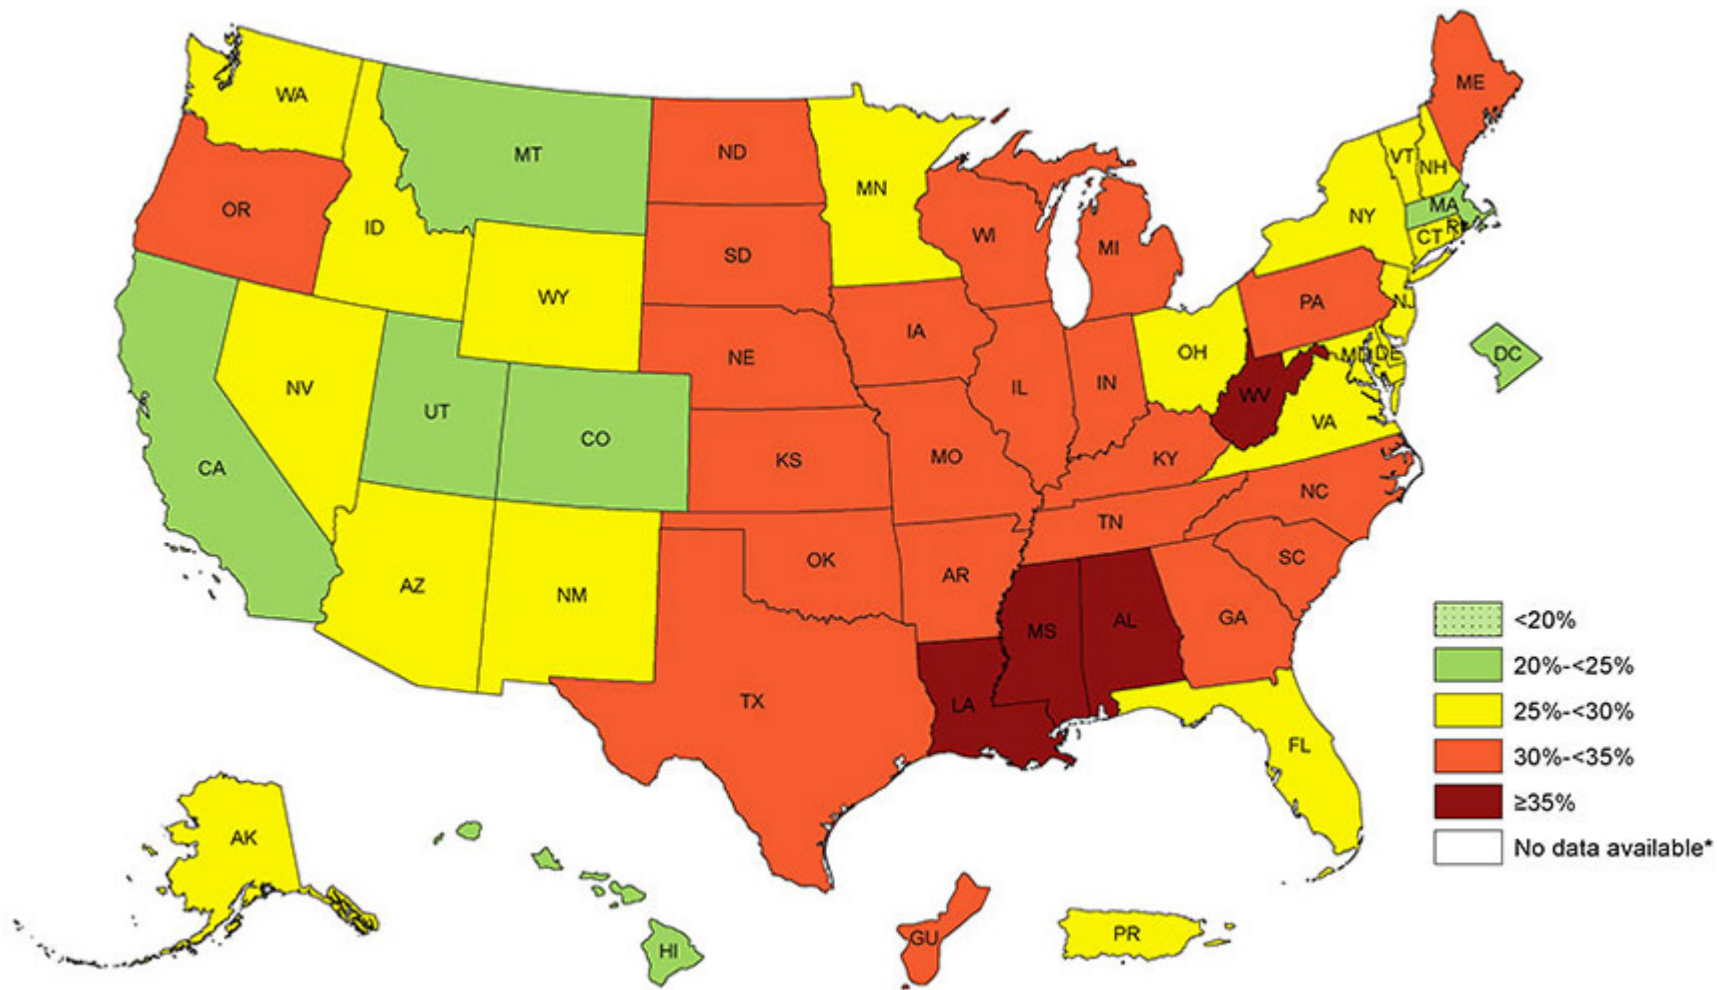 WA
MT
ND
ME
OR
ID
MN
VT
NH
SD
WI
MI
NY
MA
CT
R
WY
NE
IA
PA
NJ
NV
UT
CO
IL
IN
OH
MD
DE
DC
WV
CA
KS
MO
KY
VA
AZ
NM
OK
AR
TN
NC
SC
TX
LA
MS
AL
GA
FL
AK
HI
GU
PR
<20%
20%-<25%
25%-<30%
30%-<35%
≥35%
No data available*